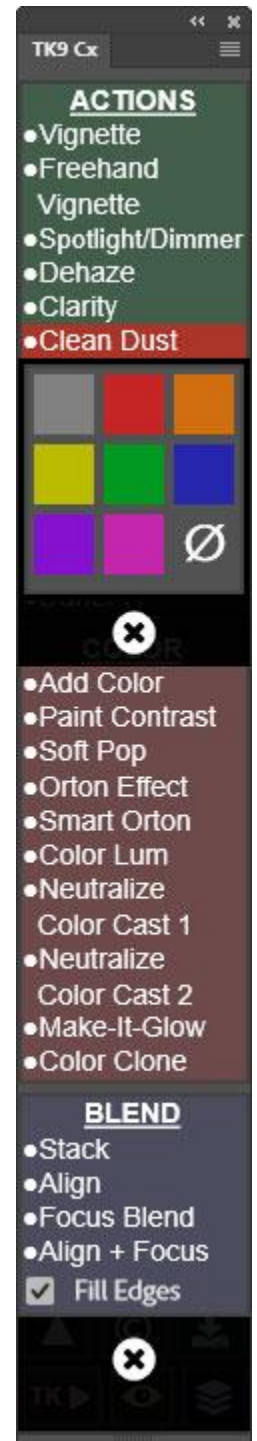 TK9 Cx
ACTIONS
•Vignette
•Freehand
Vignette
•Spotlight/Dimmer
•Dehaze
•Clarity
•Clean Dust
Ø
COLOR
•Add Color
•Paint Contrast
•Soft Pop
•Orton Effect
•Smart Orton
•Color Lum
•Neutralize
Color Cast 1
•Neutralize
Color Cast 2
•Make-It-Glow
•Color Clone
BLEND
•Stack
•Align
•Focus Blend
•Align + Focus
Fill Edges
TK